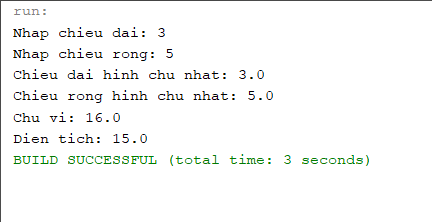 run:
Nhap chieu dai: 3
Nhap chieu rong: 5
Chieu dai hinh chu nhat: 3.0
Chieu rong hinh chu nhat: 5.0
Chu vi: 16.0
Dien tich: 15.0
BUILD SUCCESSFUL (total time: 3 seconds)